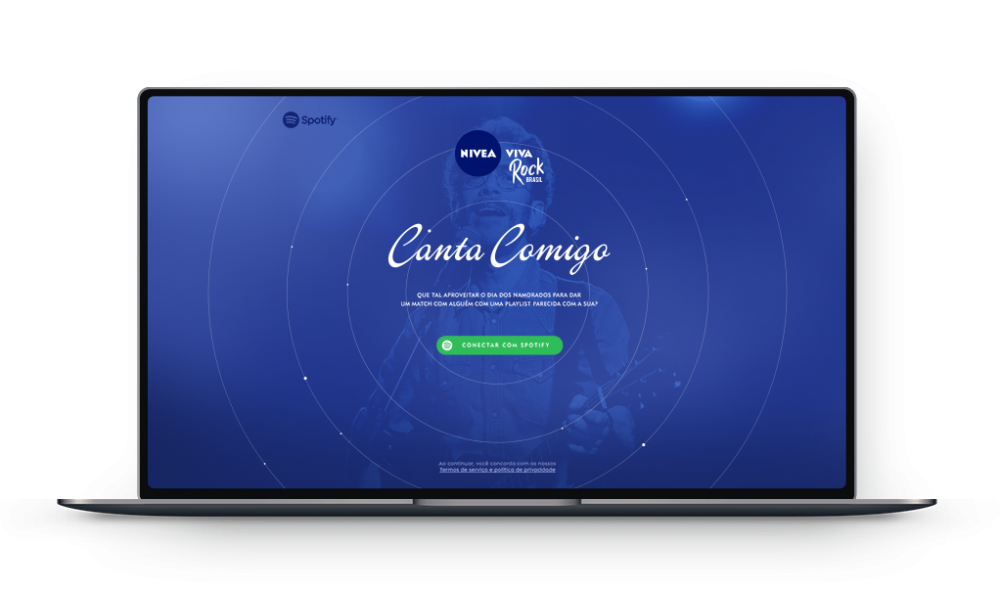 Spotify
NIVEA VIVA
Rock
BRASIL
Canta Comigo
QUE TAL APROVEITAR O DIA DOS NAMORADOS PARA DAR
UM MATCH COM ALGUÉM COM UMA PLAYLIST PARECIDA COM A SUA?
CONECTAR COM SPOTIFY
Ao continuar, você concorda com os nossos
Termos de serviço e política de privacidade